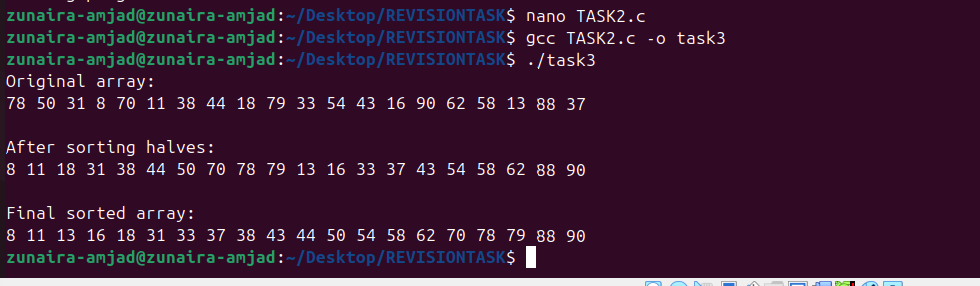 zunaira-amjad@zunaira-amjad:~/Desktop/REVISIONTASK$ nano TASK2.c
zunaira-amjad@zunaira-amjad:~/Desktop/REVISIONTASK$ gcc TASK2.c -o task3
zunaira-amjad@zunaira-amjad:~/Desktop/REVISIONTASK$ ./task3
Original array:
78 50 31 8 70 11 38 44 18 79 33 54 43 16 90 62 58 13 88 37
After sorting halves:
8 11 18 31 38 44 50 70 78 79 13 16 33 37 43 54 58 62 88 90
Final sorted array:
8 11 13 16 18 31 33 37 38 43 44 50 54 58 62 70 78 79 88 90
zunaira-amjad@zunaira-amjad:~/Desktop/REVISIONTASK$